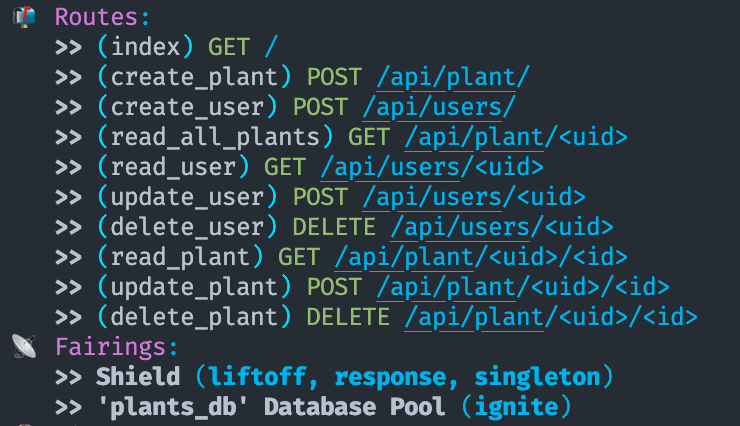 Routes:
>> (index) GET /
>> (create_plant) POST /api/plant/
>> (create_user) POST /api/users/
>> (read_all_plants) GET /api/plant/<uid>
>> (read_user) GET /api/users/<uid>
>> (update_user) POST /api/users/<uid>
>> (delete_user) DELETE /api/users/<uid>
>> (read_plant) GET /api/plant/<uid>/<id>
>> (update_plant) POST /api/plant/<uid>/<id>
>> (delete_plant) DELETE /api/plant/<uid>/<id>
Fairings:
>> Shield (liftoff, response, singleton)
>> 'plants_db' Database Pool (ignite)